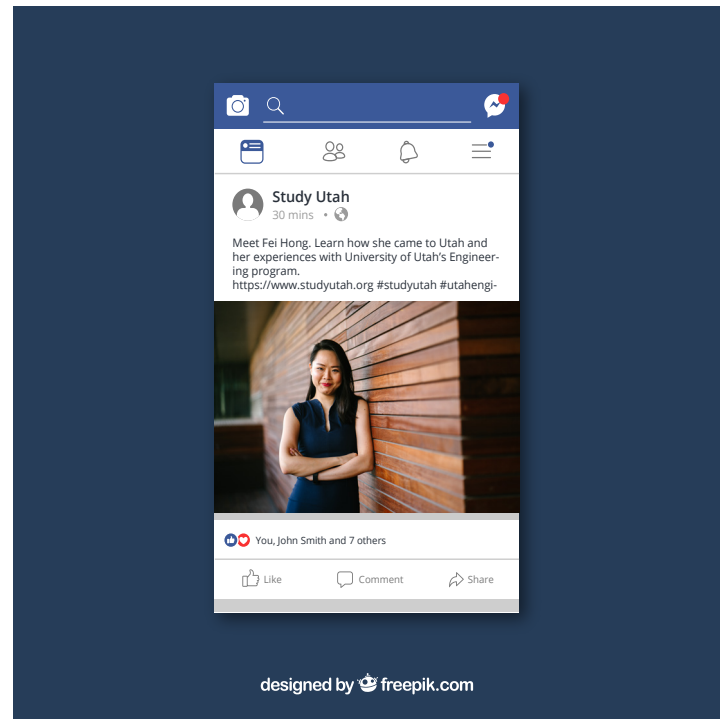 Study Utah
30 mins •
Meet Fei Hong. Learn how she came to Utah and
her experiences with University of Utah’s Engineer-
ing program.
https://www.studyutah.org #studyutah #utahengi-
You, John Smith and 7 others
Like Comment Share
designed by freepik.com